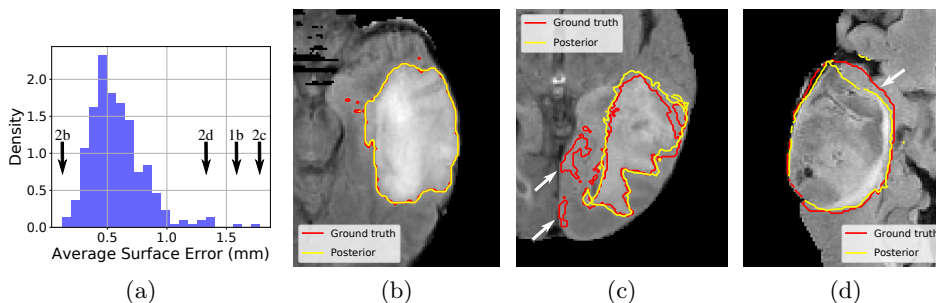 2b
2d
1b
2c
2.0
1.5
1.0
0.5
0.0
0.5
1.0
1.5
Density
Average Surface Error (mm)
(a)
Ground truth
Posterior
(b)
Ground truth
Posterior
(c)
Ground truth
Posterior
(d)